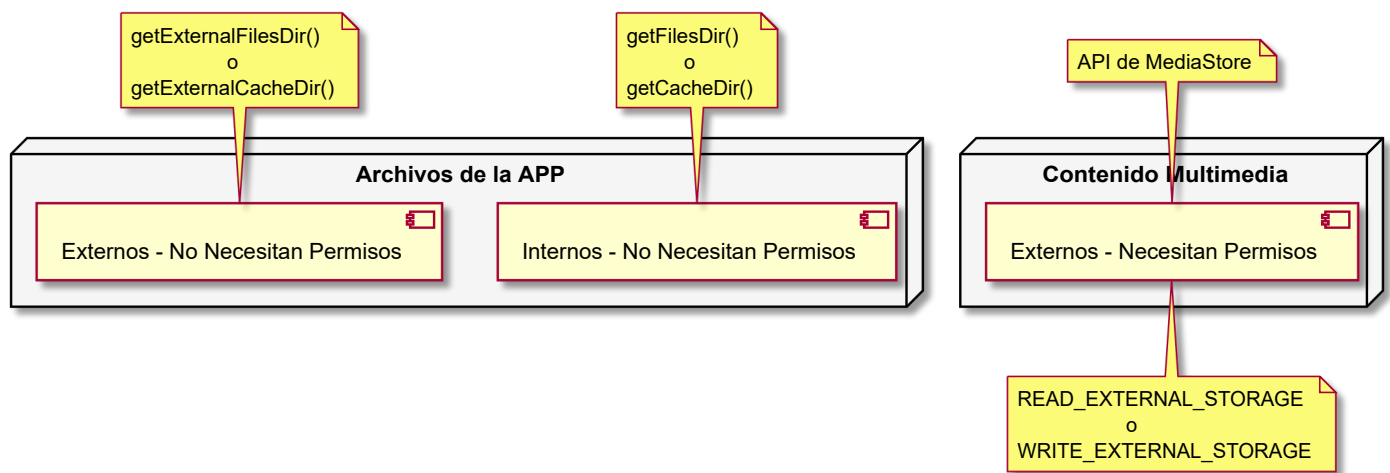 getExternalFilesDir()
o
getExternalCacheDir()
getFilesDir()
o
getCacheDir()
API de MediaStore
Archivos de la APP
Contenido Multimedia
Externos - No Necesitan Permisos
Internos - No Necesitan Permisos
Externos - Necesitan Permisos
READ_EXTERNAL_STORAGE
o
WRITE_EXTERNAL_STORAGE